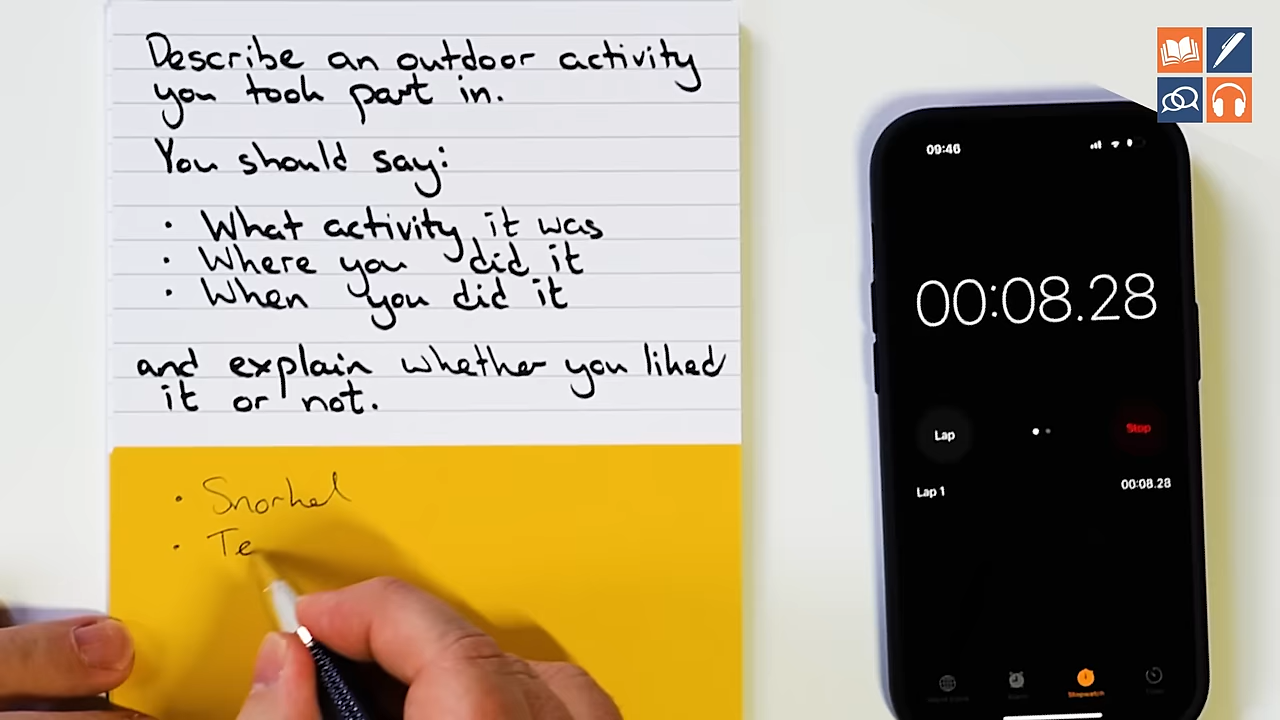 Describe an outdoor activity
you took part in.
You should say:
• What activity it was
• Where you did it
• When you did it
and explain whether you liked
it or not.
• Snorkel
• Te
09:46
00:08.28
Lap
Stop
Lap 1
00:08.28
Stopwatch